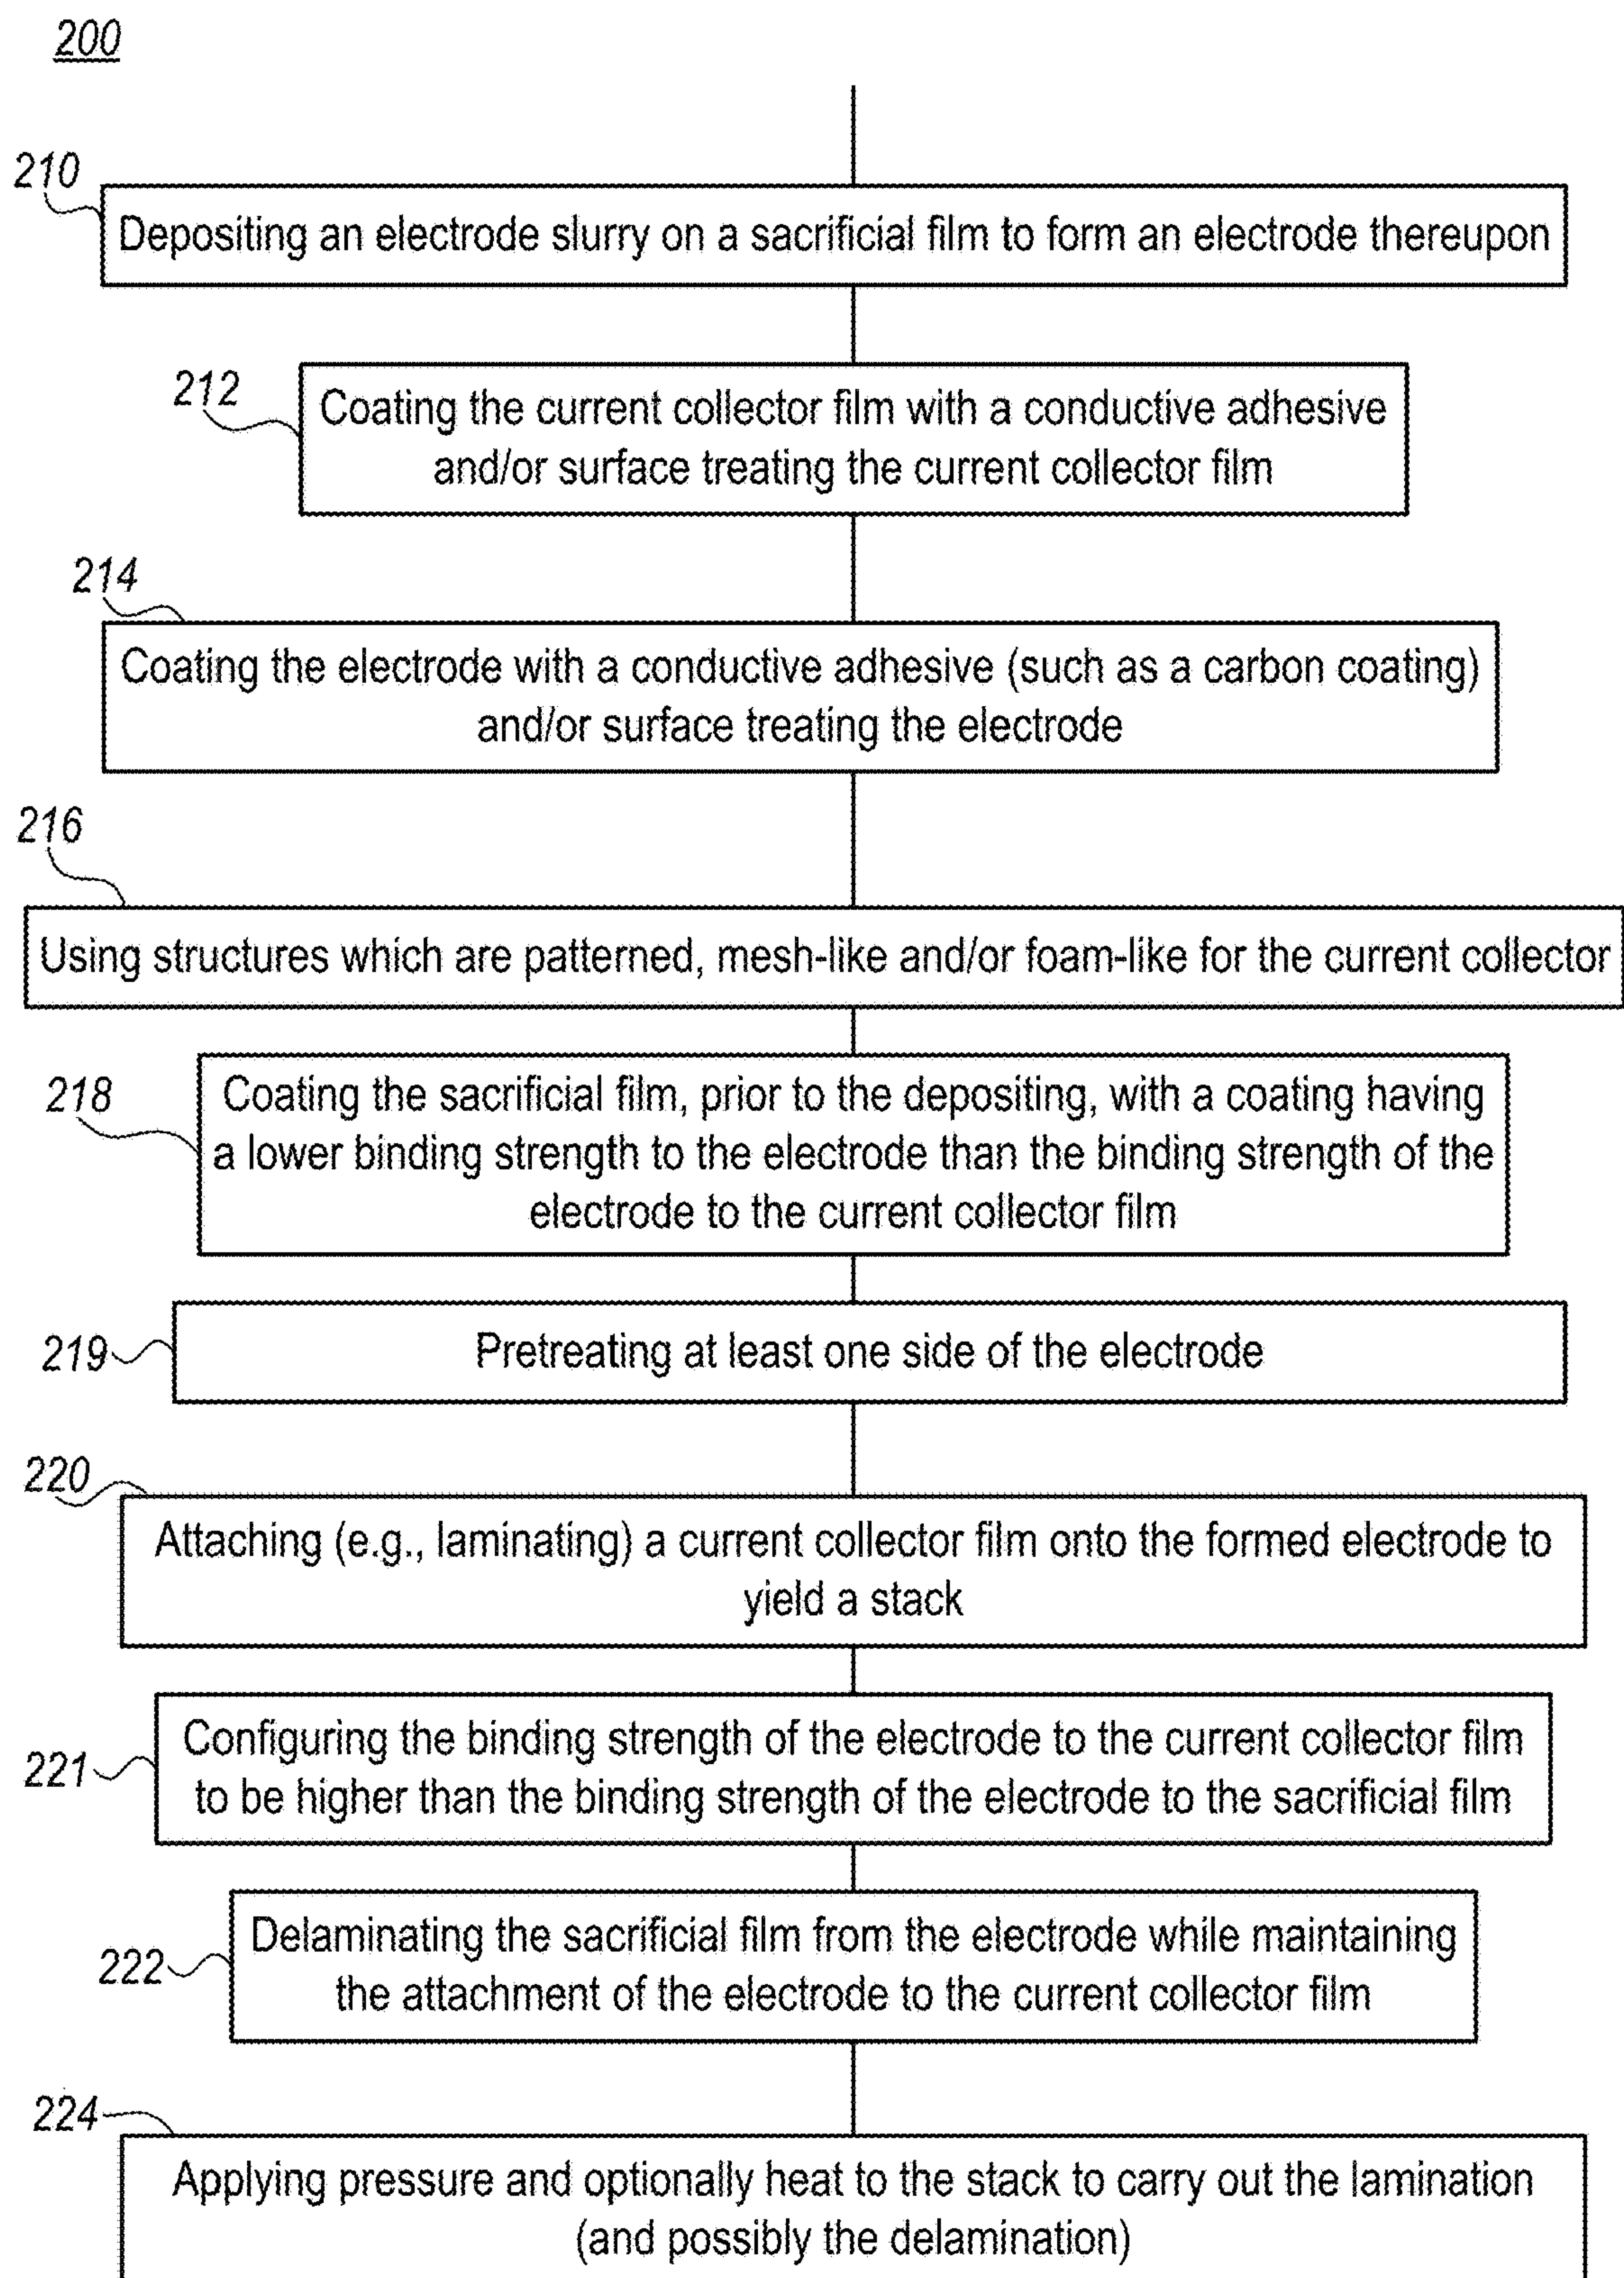 200
210
Depositing an electrode slurry on a sacrificial film to form an electrode thereupon
212
Coating the current collector film with a conductive adhesive
and/or surface treating the current collector film
214
Coating the electrode with a conductive adhesive (such as a carbon coating)
and/or surface treating the electrode
216
Using structures which are patterned, mesh-like and/or foam-like for the current collector
218
Coating the sacrificial film, prior to the depositing, with a coating having
a lower binding strength to the electrode than the binding strength of the
electrode to the current collector film
219
Pretreating at least one side of the electrode
220
Attaching (e.g., laminating) a current collector film onto the formed electrode to
yield a stack
221
Configuring the binding strength of the electrode to the current collector film
to be higher than the binding strength of the electrode to the sacrificial film
222
Delaminating the sacrificial film from the electrode while maintaining
the attachment of the electrode to the current collector film
224
Applying pressure and optionally heat to the stack to carry out the lamination
(and possibly the delamination)